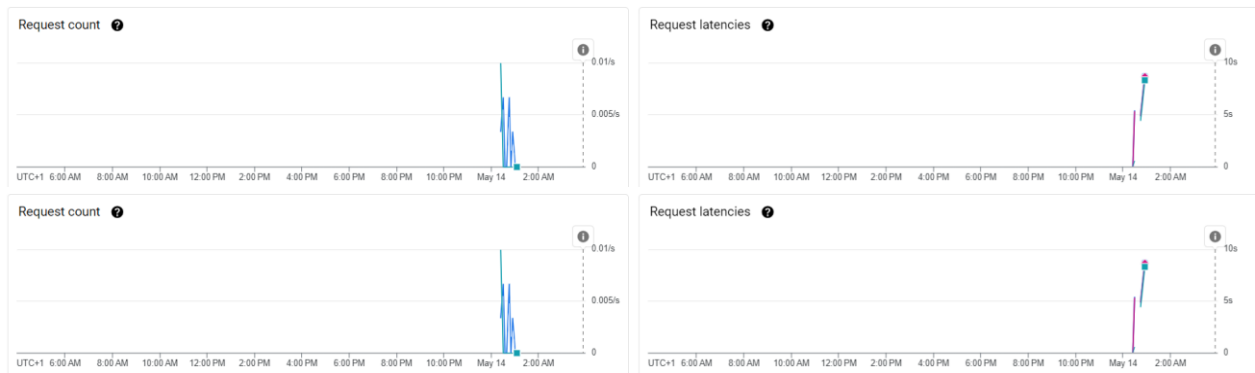 Request count
0.01/s
0.005/s
0
UTC+1 6:00 AM 8:00 AM 10:00 AM 12:00 PM 2:00 PM 4:00 PM 6:00 PM 8:00 PM 10:00 PM May 14 2:00 AM
Request latencies
10s
5s
0
UTC+1 6:00 AM 8:00 AM 10:00 AM 12:00 PM 2:00 PM 4:00 PM 6:00 PM 8:00 PM 10:00 PM May 14 2:00 AM
Request count
0.01/s
0.005/s
0
UTC+1 6:00 AM 8:00 AM 10:00 AM 12:00 PM 2:00 PM 4:00 PM 6:00 PM 8:00 PM 10:00 PM May 14 2:00 AM
Request latencies
10s
5s
0
UTC+1 6:00 AM 8:00 AM 10:00 AM 12:00 PM 2:00 PM 4:00 PM 6:00 PM 8:00 PM 10:00 PM May 14 2:00 AM